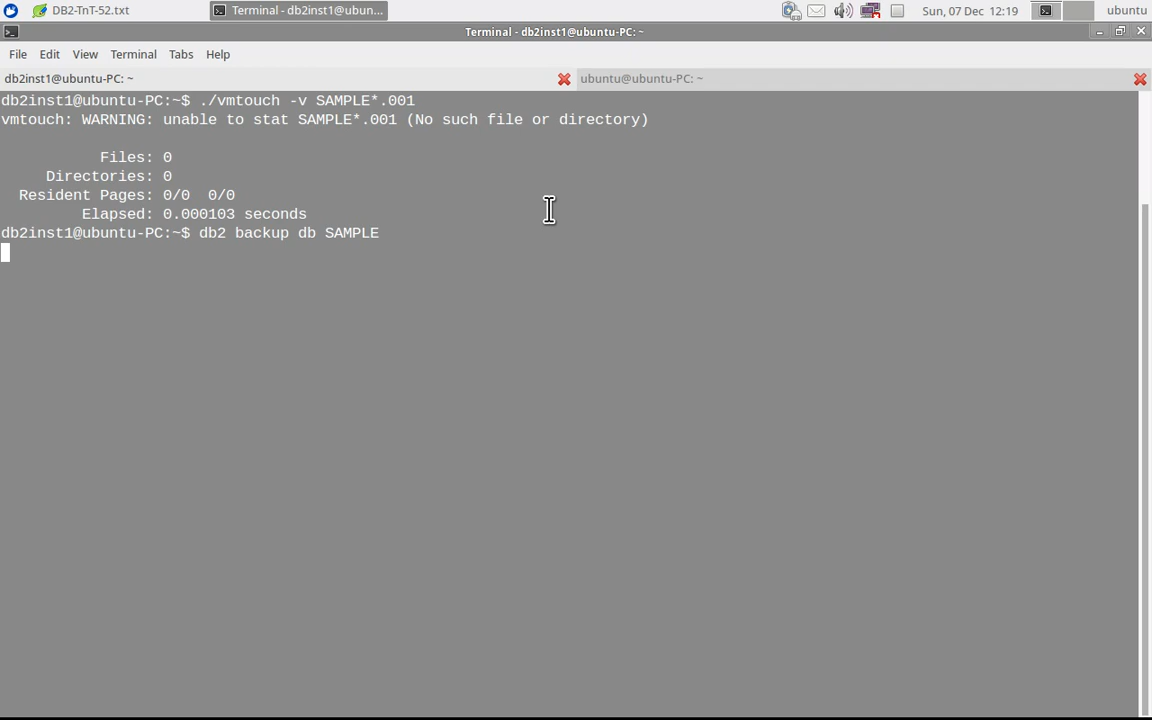 DB2-TnT-52.txt
Terminal - db2inst1@ubun...
Sun, 07 Dec 12:19
ubuntu
Terminal - db2inst1@ubuntu-PC: ~
File Edit View Terminal Tabs Help
db2inst1@ubuntu-PC: ~
ubuntu@ubuntu-PC: ~
db2inst1@ubuntu-PC:~$ ./vmtouch -v SAMPLE*.001
vmtouch: WARNING: unable to stat SAMPLE*.001 (No such file or directory)
Files: 0
Directories: 0
Resident Pages: 0/0  0/0
Elapsed: 0.000103 seconds
db2inst1@ubuntu-PC:~$ db2 backup db SAMPLE